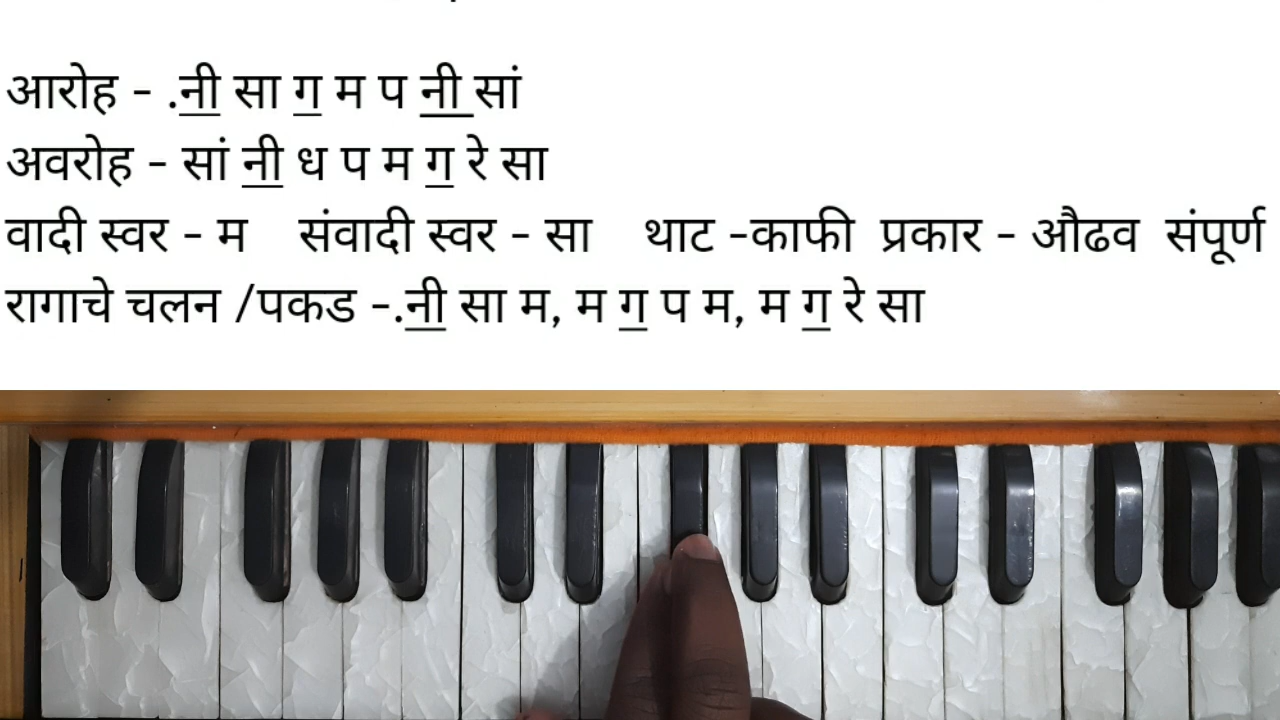 आरोह - .नी सा ग म प नी सां
अवरोह - सां नी ध प म ग रे सा
वादी स्वर - म संवादी स्वर - सा थाट -काफी प्रकार - औढव संपूर्ण
रागाचे चलन /पकड -.नी सा म, म ग प म, म ग रे सा